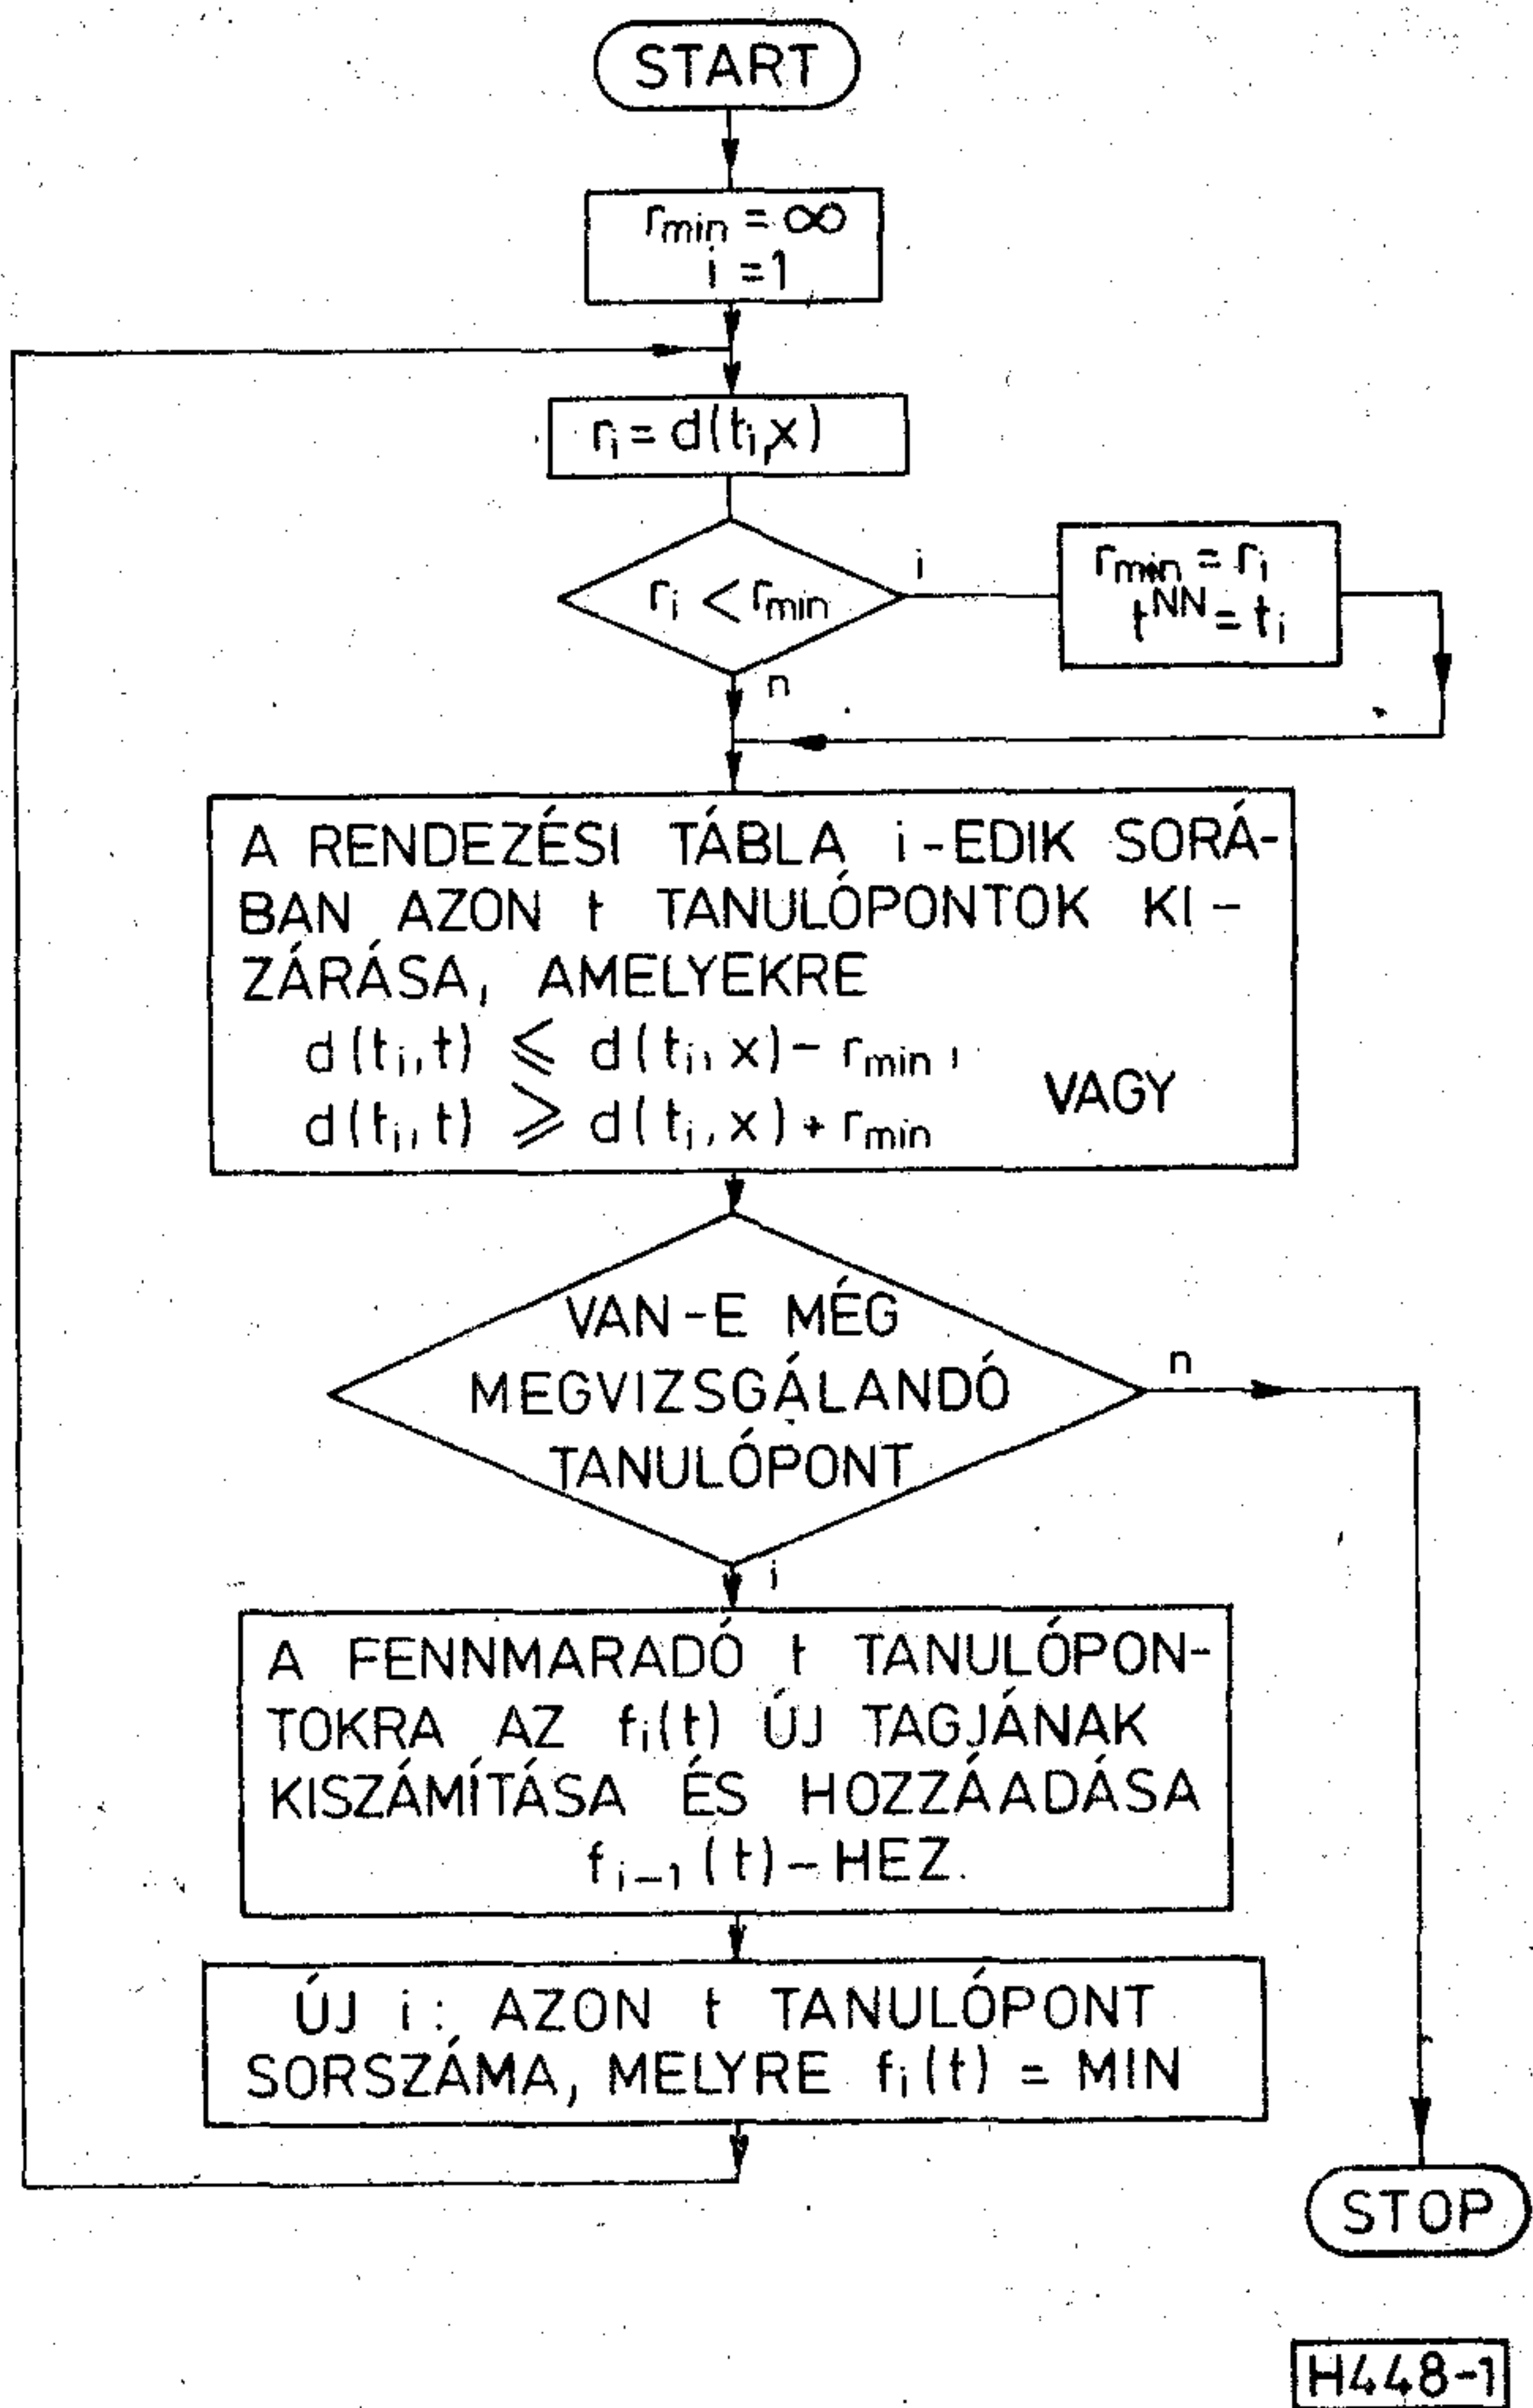 START
r_min = ∞
i = 1
r_i = d(t_i, x)
r_i < r_min
i
r_min = r_i
t^NN = t_i
n
A RENDEZÉSI TÁBLA i-EDIK SORÁ-
BAN AZON t TANULÓPONTOK KI-
ZÁRÁSA, AMELYEKRE
d(t_i, t) ⩽ d(t_i, x) - r_min,
VAGY
d(t_i, t) ⩾ d(t_i, x) + r_min
VAN-E MÉG
MEGVIZSGÁLANDÓ
TANULÓPONT
n
i
A FENNMARADÓ t TANULÓPON-
TOKRA AZ f_i(t) ÚJ TAGJÁNAK
KISZÁMÍTÁSA ÉS HOZZÁADÁSA
f_i-1 (t)-HEZ.
ÚJ i: AZON t TANULÓPONT
SORSZÁMA, MELYRE f_i(t) = MIN
STOP
H448-1